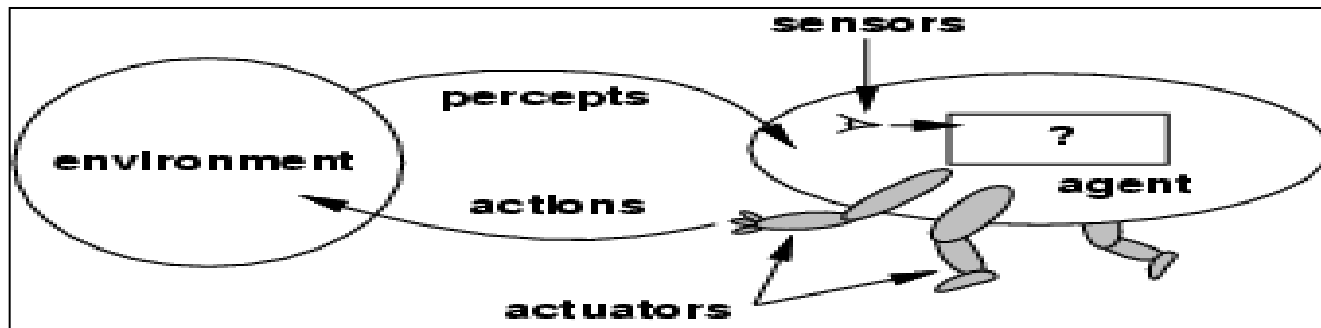 sensors
percepts
environment
?
agent
actions
actuators